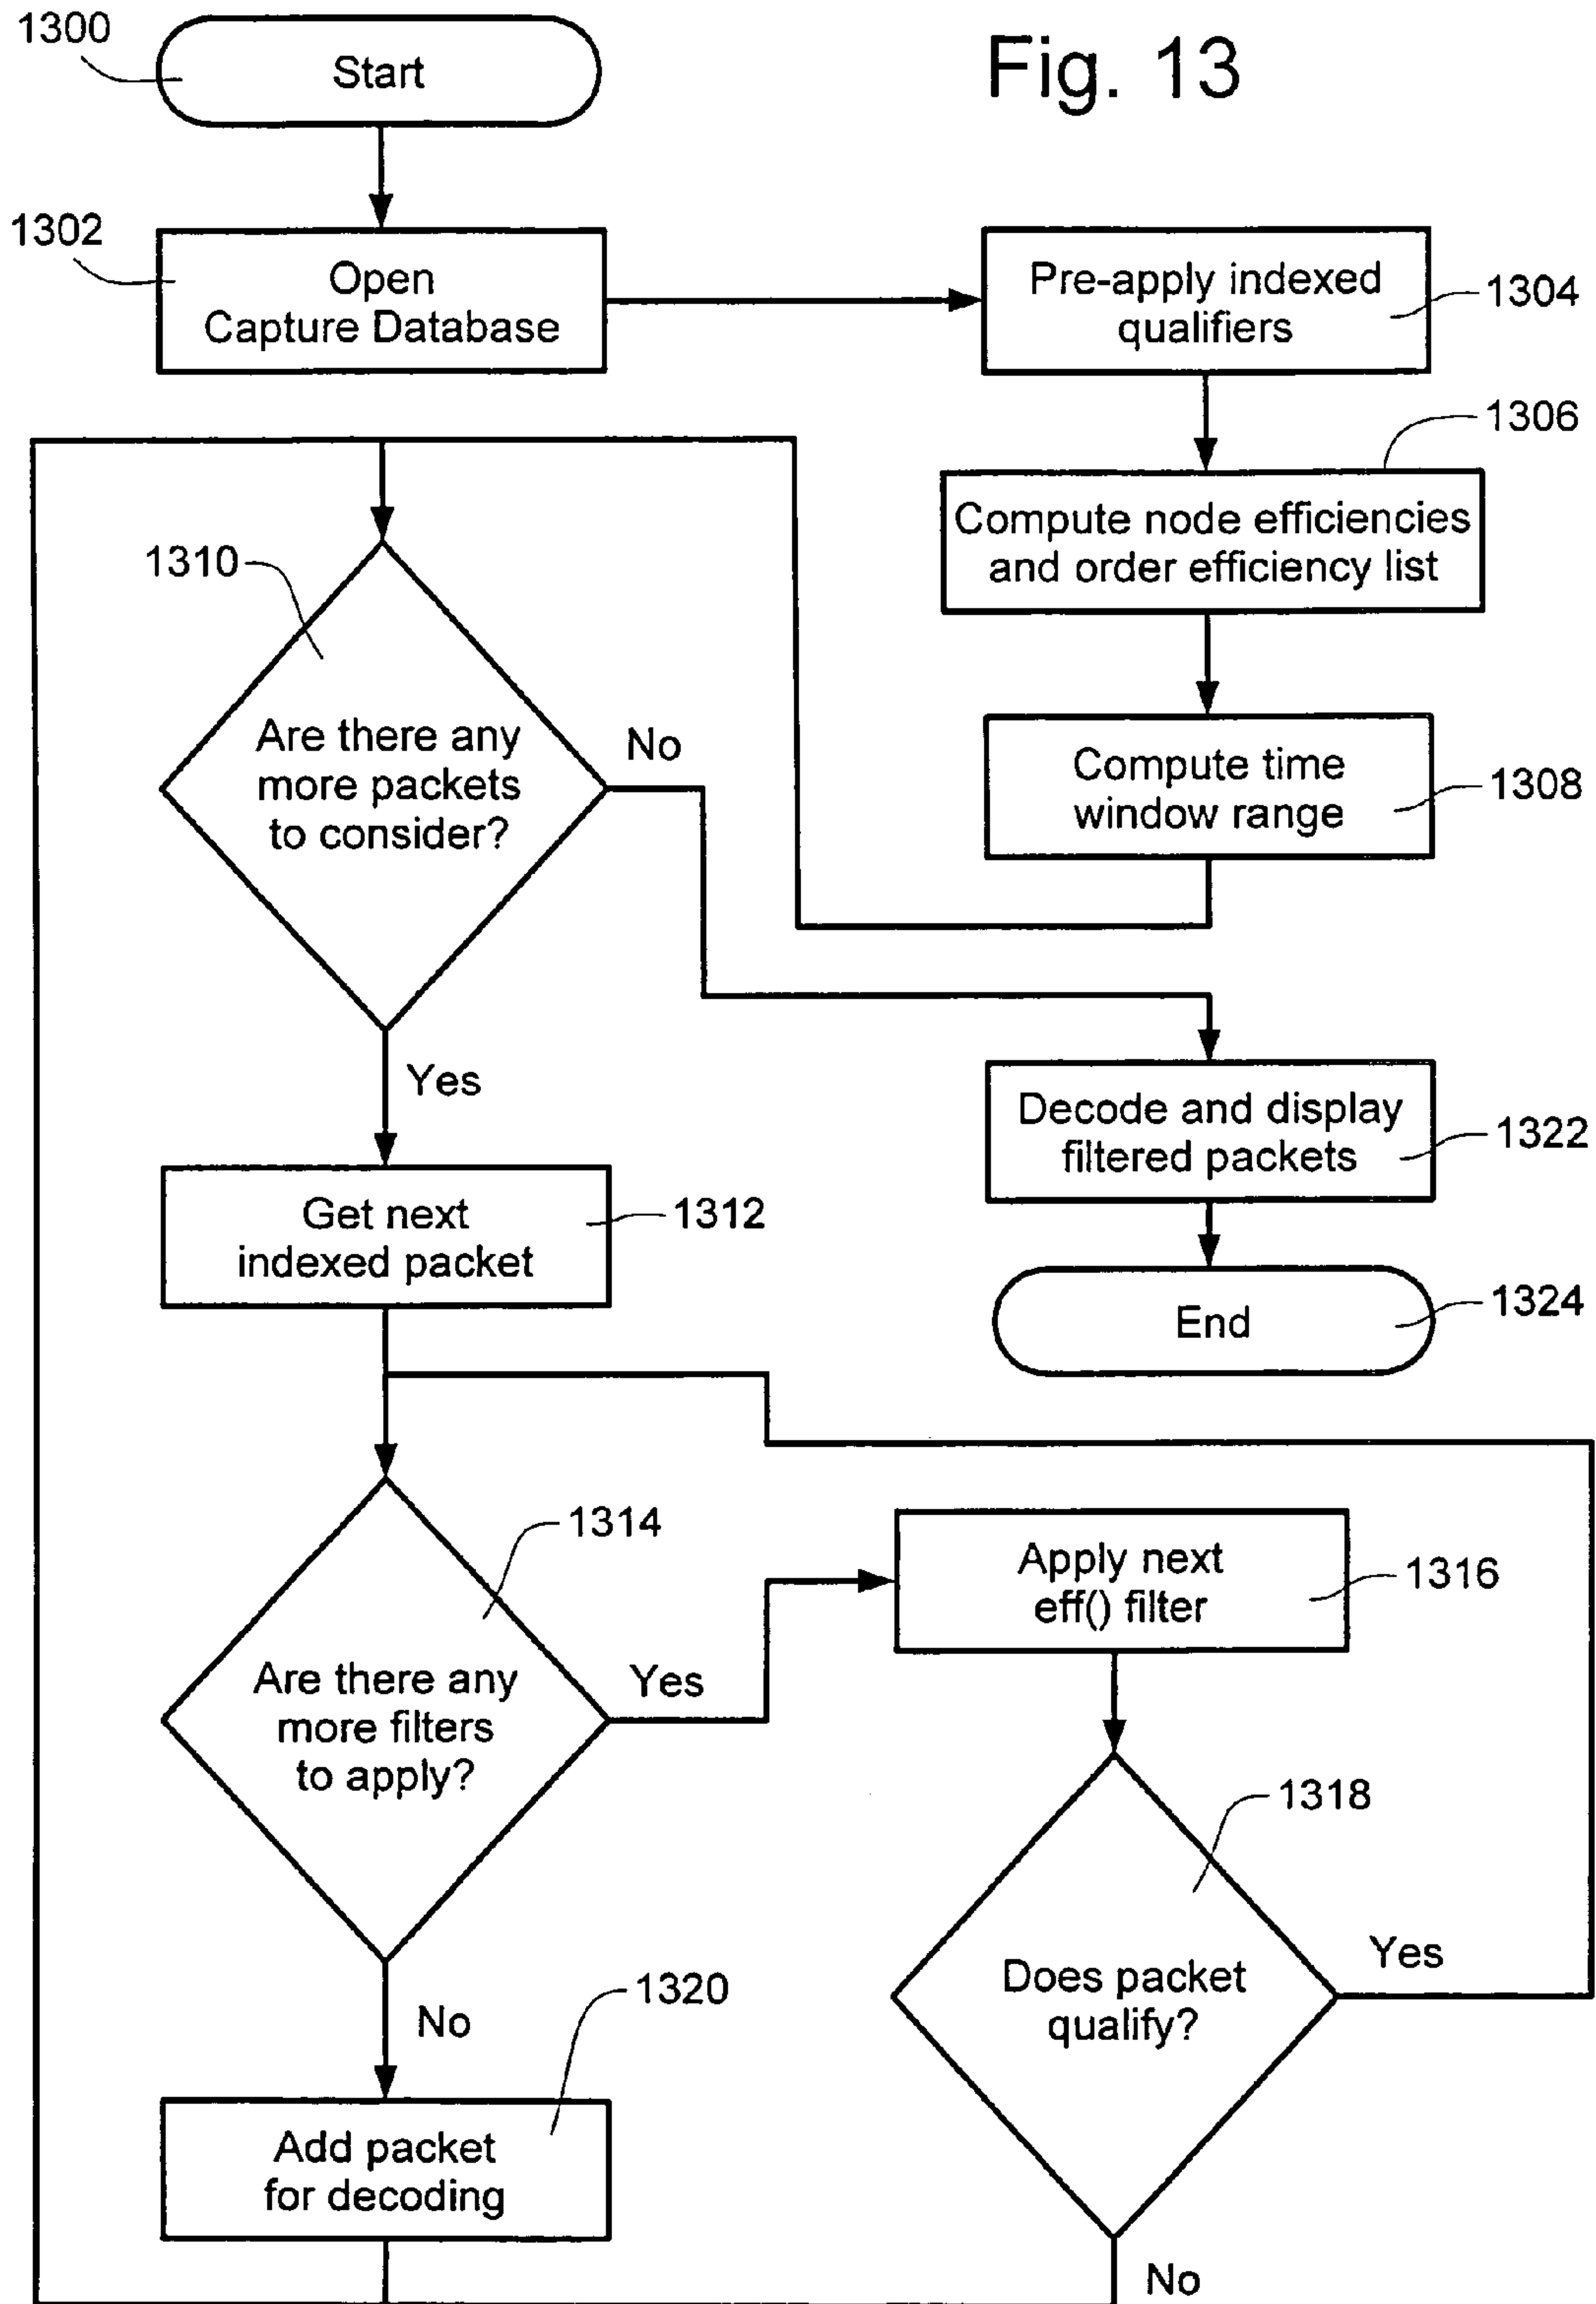 Fig. 13
1300
Start
1302
Open
Capture Database
Pre-apply indexed
qualifiers
1304
1306
Compute node efficiencies
and order efficiency list
1310
Are there any
more packets
to consider?
No
Compute time
window range
1308
Yes
Decode and display
filtered packets
1322
Get next
indexed packet
1312
End
1324
1314
Are there any
more filters
to apply?
Yes
Apply next
eff() filter
1316
1318
Does packet
qualify?
Yes
No
1320
Add packet
for decoding
No